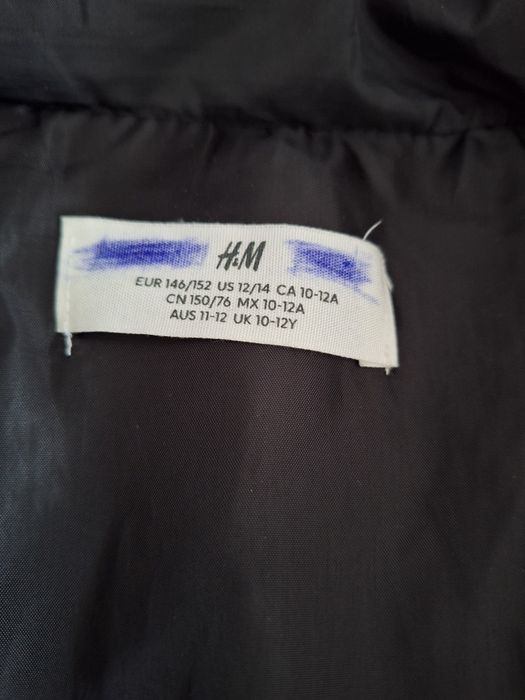 H&M
EUR 146/152 US 12/14 CA 10-12A
CN 150/76 MX 10-12A
AUS 11-12 UK 10-12Y